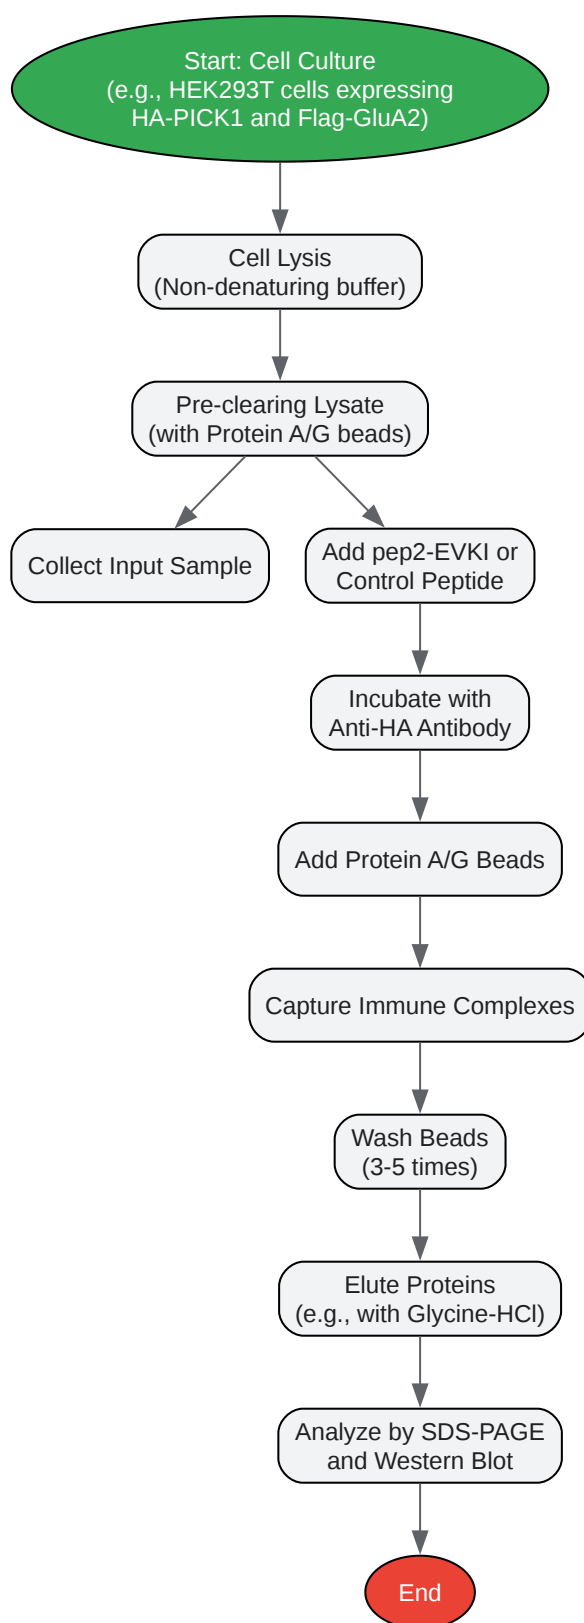 Start: Cell Culture
(e.g., HEK293T cells expressing
HA-PICK1 and Flag-GluA2)
Cell Lysis
(Non-denaturing buffer)
Pre-clearing Lysate
(with Protein A/G beads)
Collect Input Sample
Add pep2-EVKI or
Control Peptide
Incubate with
Anti-HA Antibody
Add Protein A/G Beads
Capture Immune Complexes
Wash Beads
(3-5 times)
Elute Proteins
(e.g., with Glycine-HCl)
Analyze by SDS-PAGE
and Western Blot
End